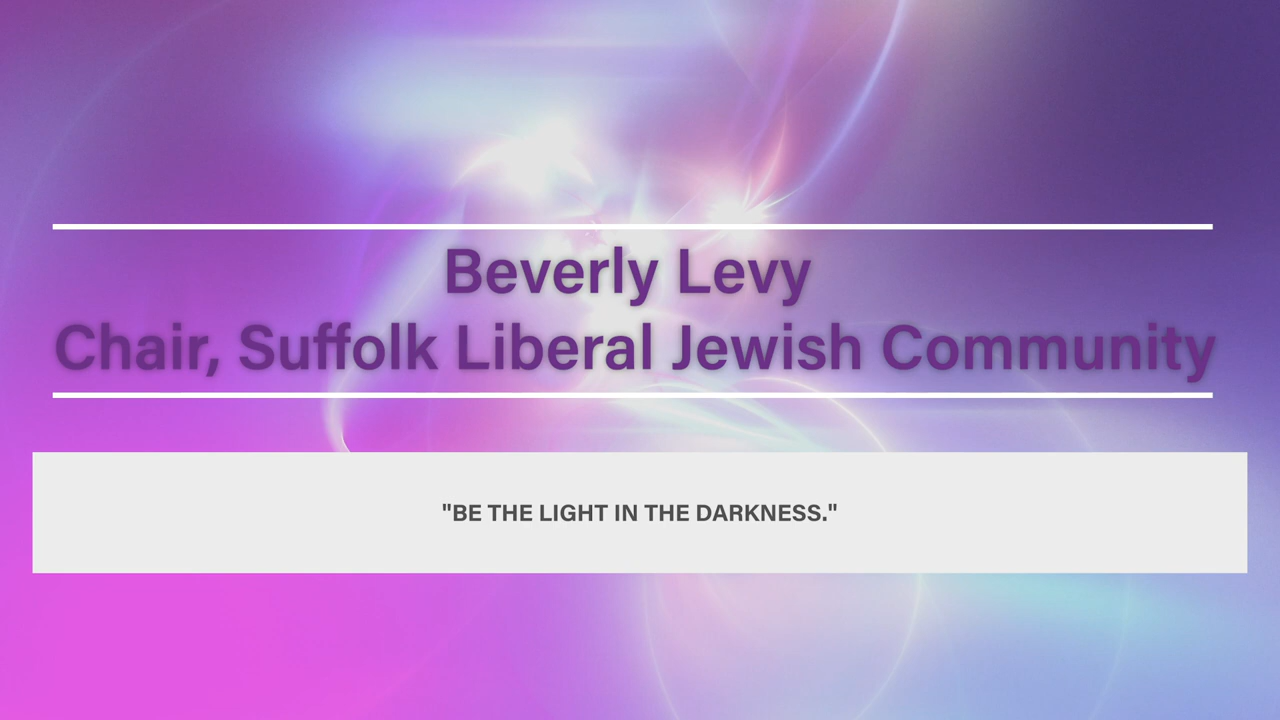 Beverly Levy
Chair, Suffolk Liberal Jewish Community
"BE THE LIGHT IN THE DARKNESS."